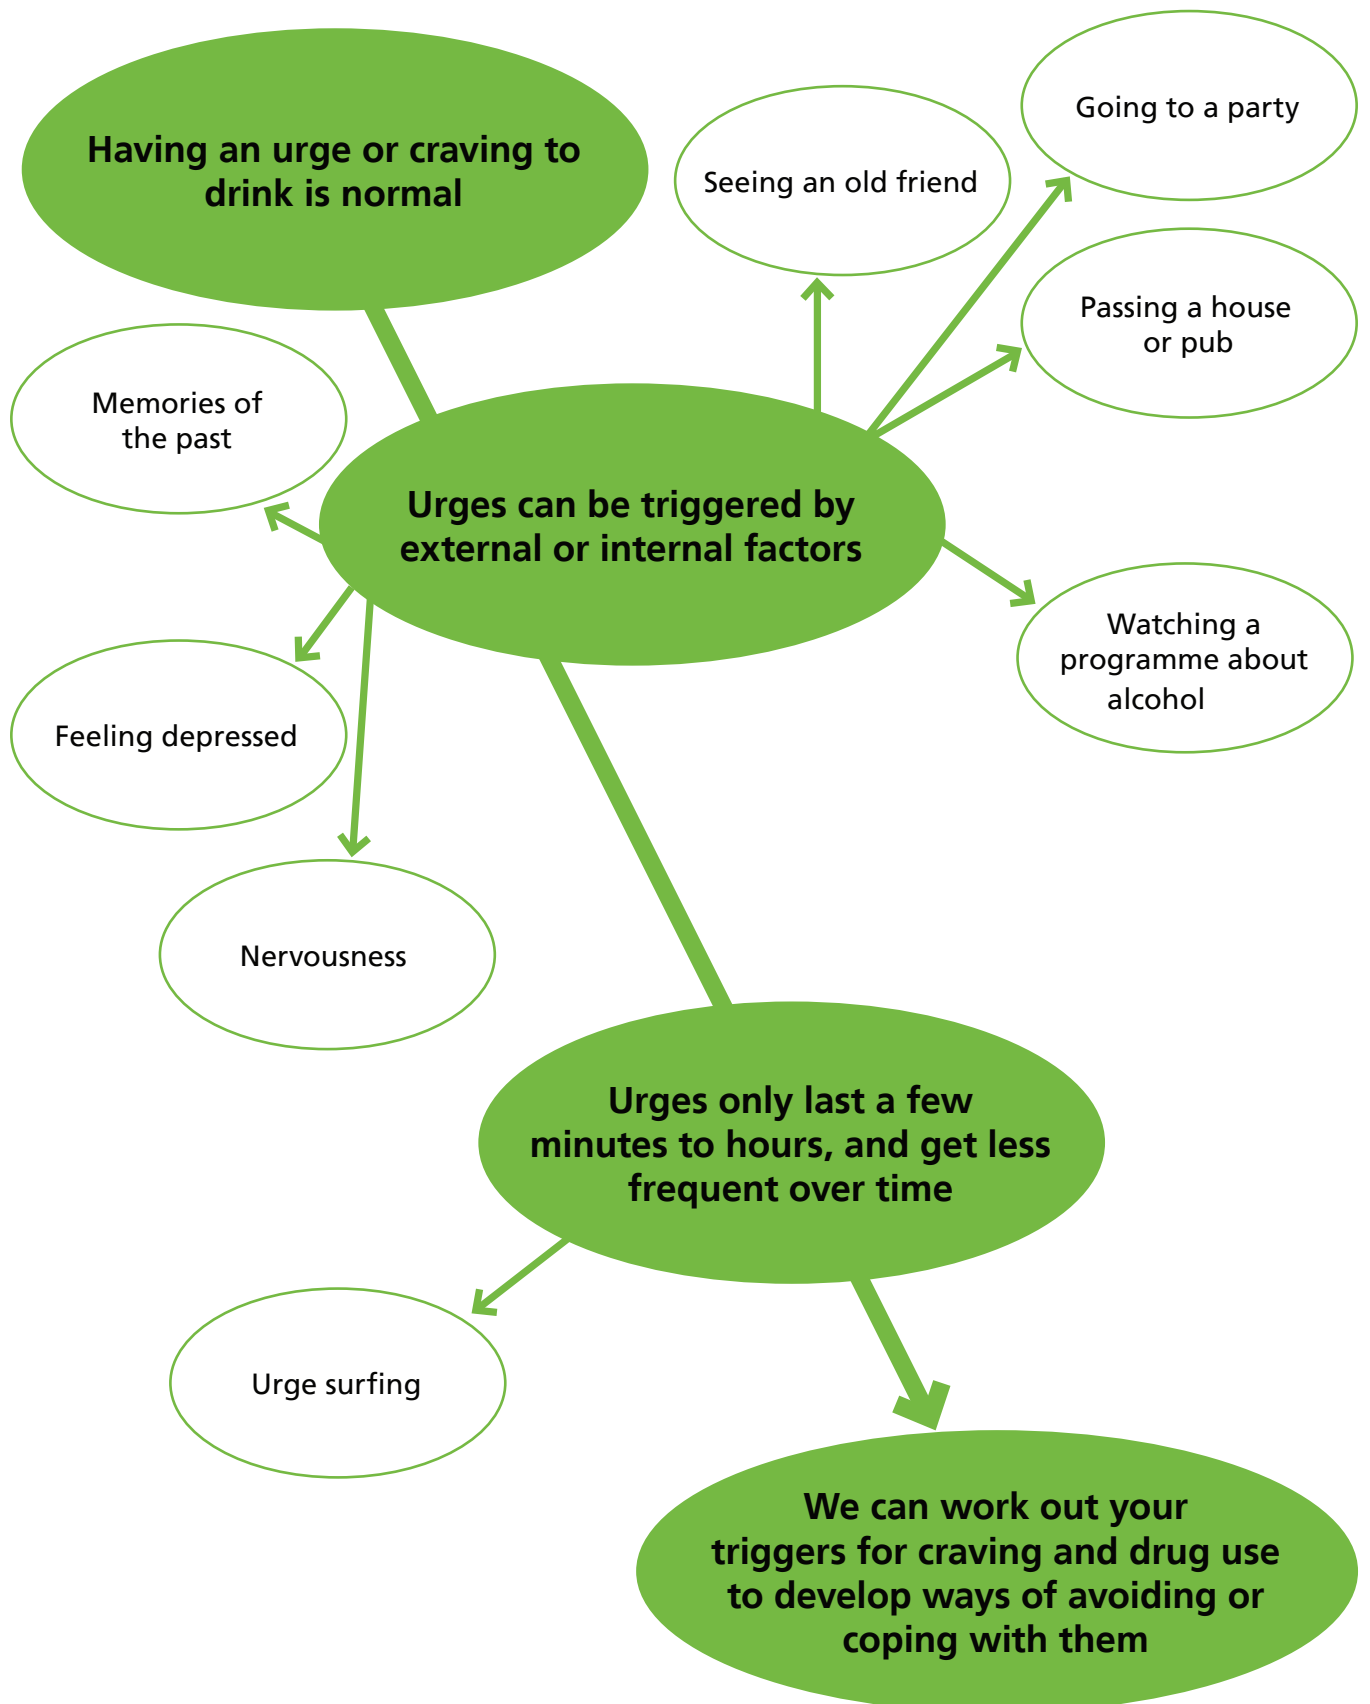 Having an urge or craving to
drink is normal
Seeing an old friend
Going to a party
Passing a house
or pub
Memories of
the past
Urges can be triggered by
external or internal factors
Watching a
programme about
alcohol
Feeling depressed
Nervousness
Urges only last a few
minutes to hours, and get less
frequent over time
Urge surfing
We can work out your
triggers for craving and drug use
to develop ways of avoiding or
coping with them